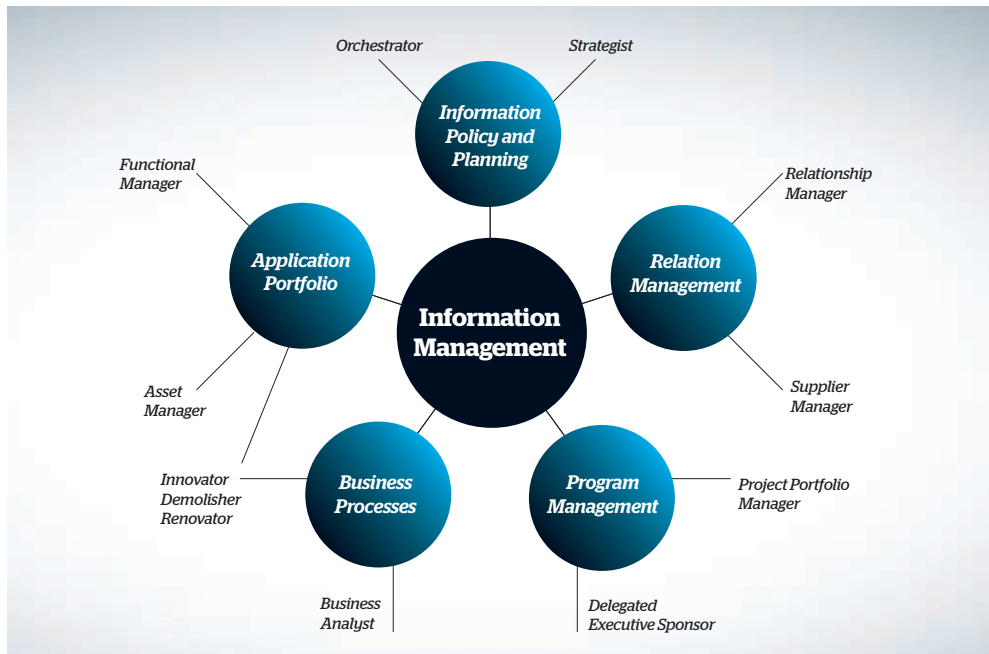 Orchestrator
Strategist
Information
Policy and
Planning
Functional
Manager
Relationship
Manager
Application
Portfolio
Relation
Management
Information
Management
Asset
Manager
Supplier
Manager
Innovator
Demolisher
Renovator
Business
Processes
Program
Management
Project Portfolio
Manager
Business
Analyst
Delegated
Executive Sponsor